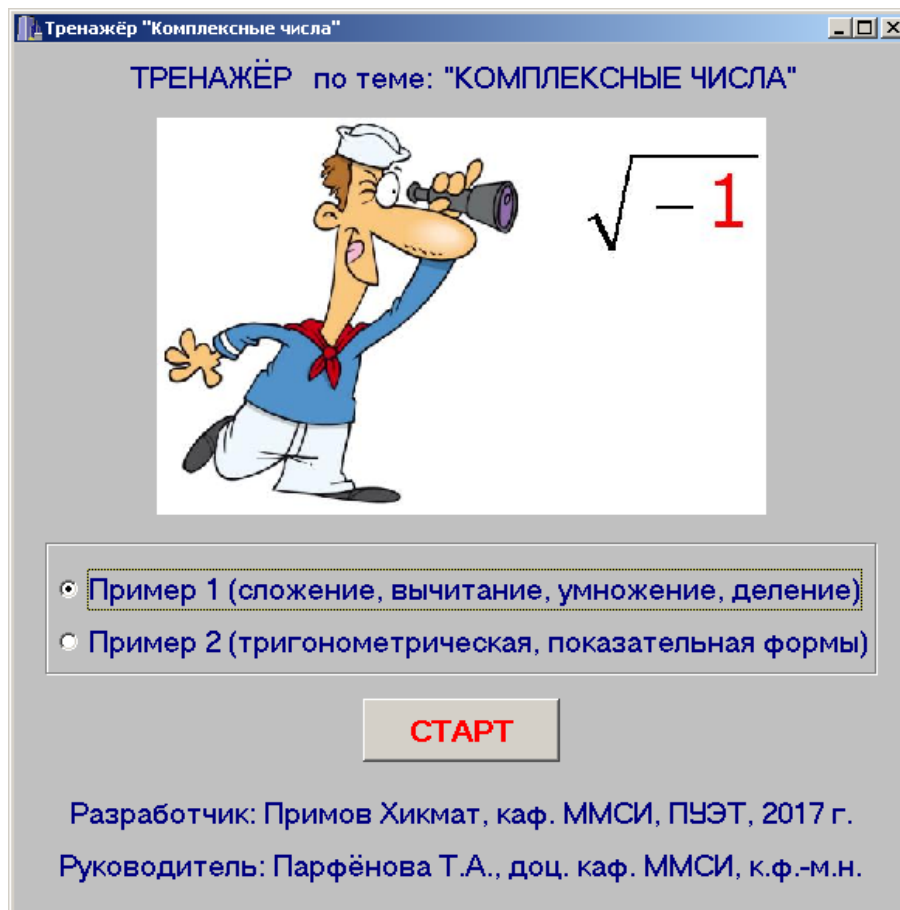 Тренажёр "Комплексные числа"
ТРЕНАЖЁР по теме: "КОМПЛЕКСНЫЕ ЧИСЛА"
√-1
Пример 1 (сложение, вычитание, умножение, деление)
Пример 2 (тригонометрическая, показательная формы)
СТАРТ
Разработчик: Примов Хикмат, каф. ММСИ, ПУЭТ, 2017 г.
Руководитель: Парфёнова Т.А., доц. каф. ММСИ, к.ф.-м.н.